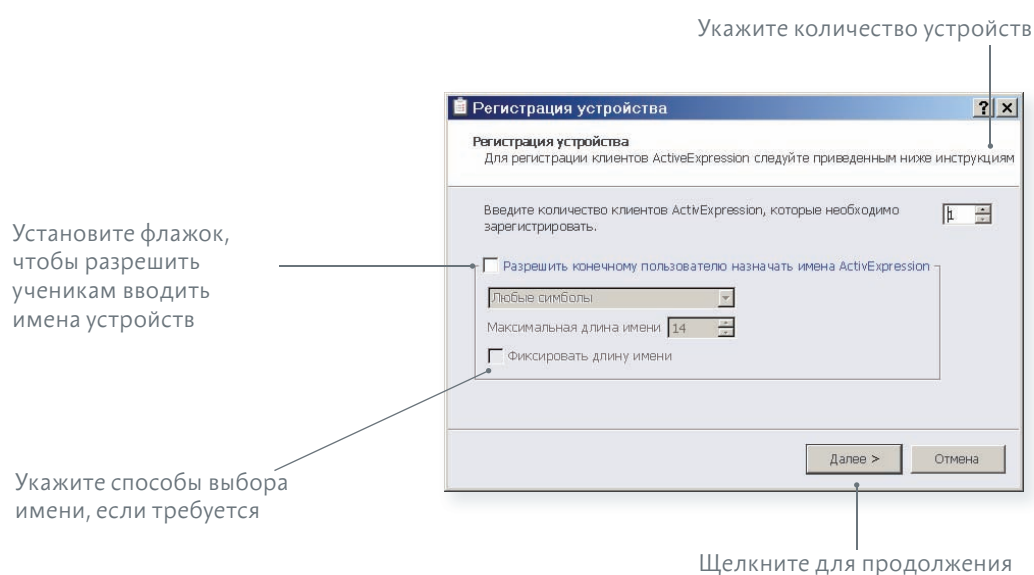 Укажите количество устройств
Регистрация устройства
Регистрация устройства
Для регистрации клиентов ActiveExpression следуйте приведенным ниже инструкциям
Введите количество клиентов ActivExpression, которые необходимо
зарегистрировать.
1
Установите флажок,
чтобы разрешить
ученикам вводить
имена устройств
Разрешить конечному пользователю назначать имена ActivExpression
Любые символы
Максимальная длина имени 14
Фиксировать длину имени
Далее >
Отмена
Укажите способы выбора
имени, если требуется
Щелкните для продолжения